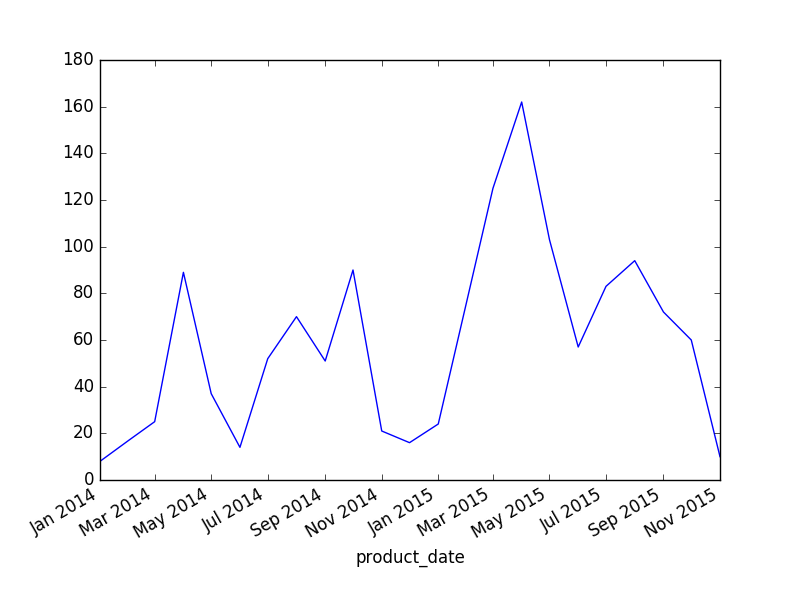 180
160
140
120
100
80
60
40
20
0
Jan 2014
Mar 2014
May 2014
Jul 2014
Sep 2014
Nov 2014
Jan 2015
Mar 2015
May 2015
Jul 2015
Sep 2015
Nov 2015
product_date